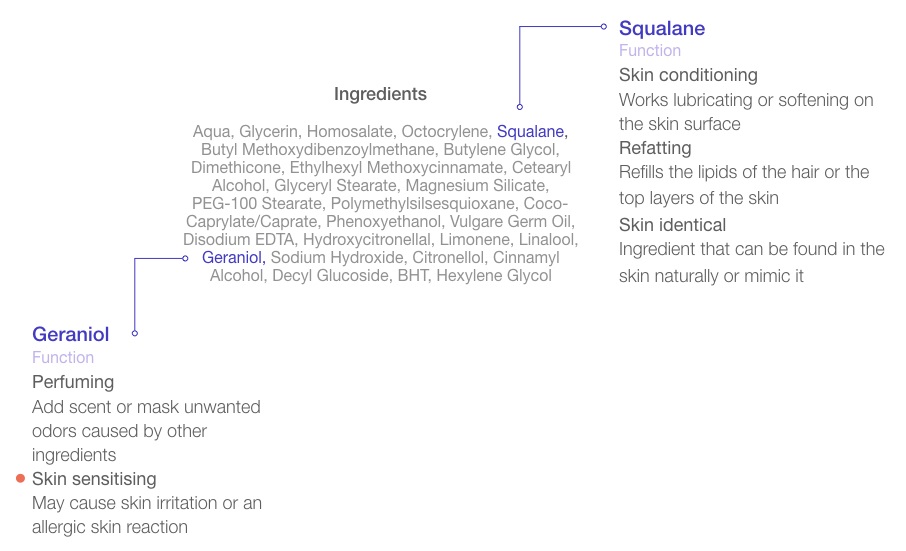 Squalane
Function
Skin conditioning
Works lubricating or softening on
the skin surface
Refatting
Refills the lipids of the hair or the
top layers of the skin
Skin identical
Ingredient that can be found in the
skin naturally or mimic it
Ingredients
Aqua, Glycerin, Homosalate, Octocrylene, Squalane,
Butyl Methoxydibenzoylmethane, Butylene Glycol,
Dimethicone, Ethylhexyl Methoxycinnamate, Cetearyl
Alcohol, Glyceryl Stearate, Magnesium Silicate,
PEG-100 Stearate, Polymethylsilsesquioxane, Coco-
Caprylate/Caprate, Phenoxyethanol, Vulgare Germ Oil,
Disodium EDTA, Hydroxycitronellal, Limonene, Linalool,
Geraniol, Sodium Hydroxide, Citronellol, Cinnamyl
Alcohol, Decyl Glucoside, BHT, Hexylene Glycol
Geraniol
Function
Perfuming
Add scent or mask unwanted
odors caused by other
ingredients
Skin sensitising
May cause skin irritation or an
allergic skin reaction